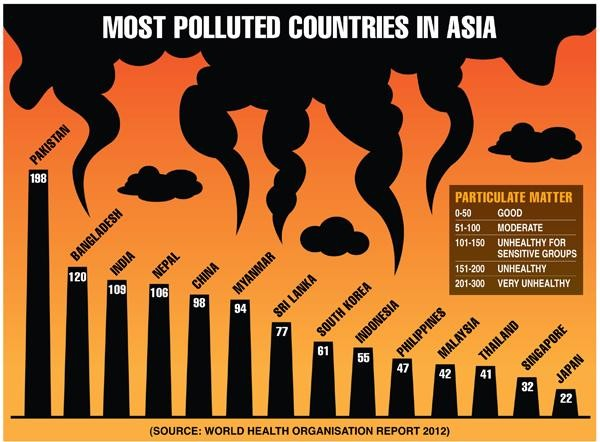 MOST POLLUTED COUNTRIES IN ASIA
PAKISTAN
198
BANGLADESH
120
INDIA
109
NEPAL
106
CHINA
98
MYANMAR
94
SRI LANKA
77
SOUTH KOREA
61
INDONESIA
55
PHILIPPINES
47
MALAYSIA
42
THAILAND
41
SINGAPORE
32
JAPAN
22
PARTICULATE MATTER
0-50 GOOD
51-100 MODERATE
101-150 UNHEALTHY FOR
SENSITIVE GROUPS
151-200 UNHEALTHY
201-300 VERY UNHEALTHY
(SOURCE: WORLD HEALTH ORGANISATION REPORT 2012)